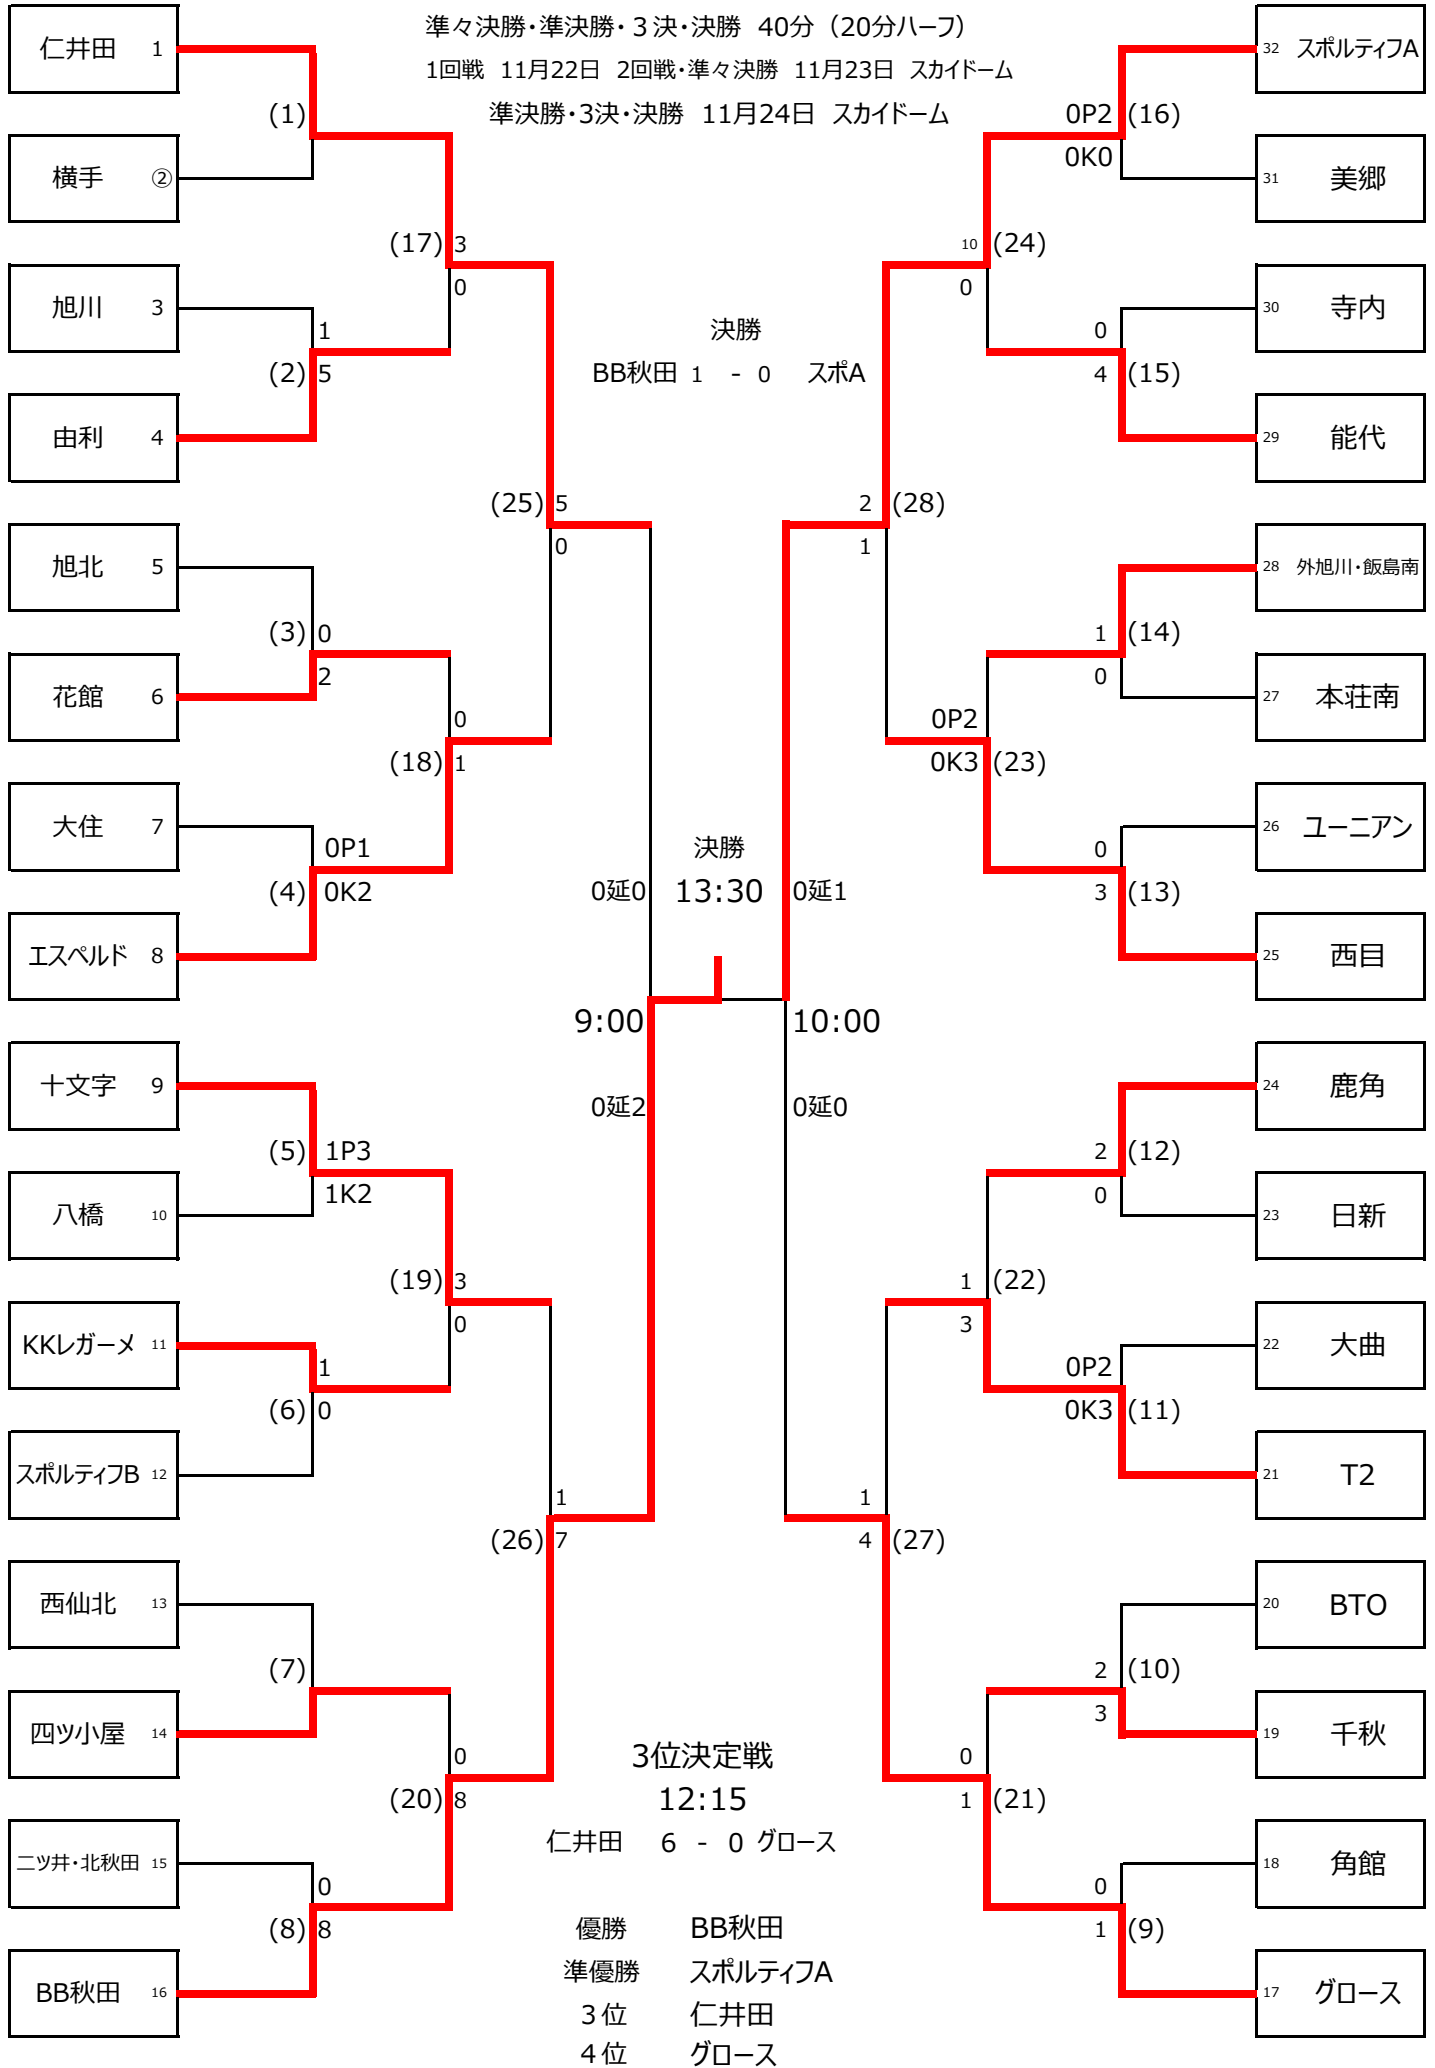 準々決勝・準決勝・３決・決勝 40分（20分ハーフ）
1回戦 11月22日 2回戦・準々決勝 11月23日 スカイドーム
準決勝・3決・決勝 11月24日 スカイドーム
仁井田 1
(1)
横手 ②
(17) 3
0
旭川 3
1
(2) 5
由利 4
(25) 5
0
旭北 5
(3) 0
2
花館 6
0
(18) 1
大住 7
0P1
(4) 0K2
エスペルド 8
十文字 9
(5) 1P3
1K2
八橋 10
(19) 3
0
KKレガーメ 11
1
(6) 0
スポルティフB 12
1
(26) 7
西仙北 13
(7)
四ツ小屋 14
0
(20) 8
二ツ井・北秋田 15
0
(8) 8
BB秋田 16
決勝
BB秋田 1 - 0 スポA
決勝
0延0 13:30 0延1
9:00 10:00
0延2 0延0
3位決定戦
12:15
仁井田 6 - 0 グロース
優勝 BB秋田
準優勝 スポルティフA
３位 仁井田
４位 グロース
32 スポルティフA
0P2 (16)
0K0
31 美郷
10 (24)
0
30 寺内
0
4 (15)
29 能代
2 (28)
1
28 外旭川・飯島南
1 (14)
0
27 本荘南
0P2
0K3 (23)
26 ユーニアン
0
3 (13)
25 西目
24 鹿角
2 (12)
0
23 日新
1 (22)
3
22 大曲
0P2
0K3 (11)
21 T2
1
4 (27)
20 BTO
2 (10)
3
19 千秋
0
1 (21)
18 角館
0
1 (9)
17 グロース